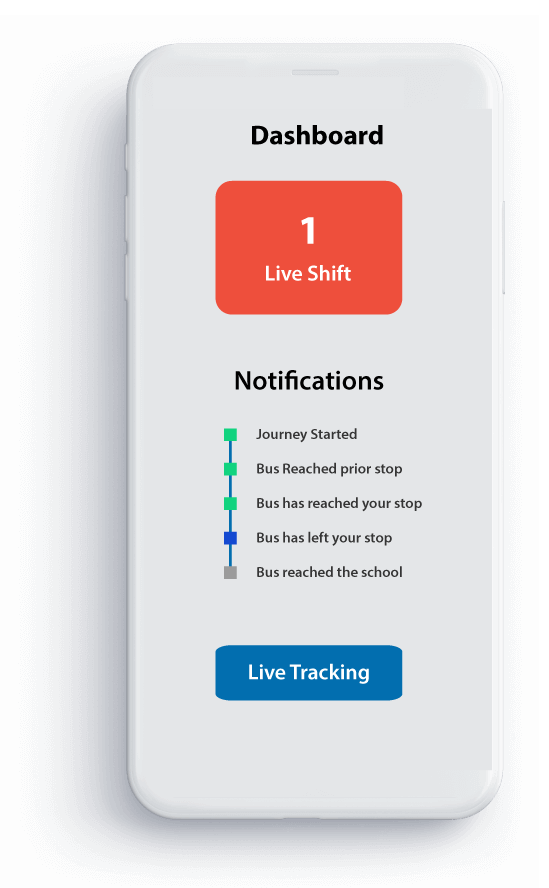 Dashboard
1
Live Shift
Notifications
Journey Started
Bus Reached prior stop
Bus has reached your stop
Bus has left your stop
Bus reached the school
Live Tracking